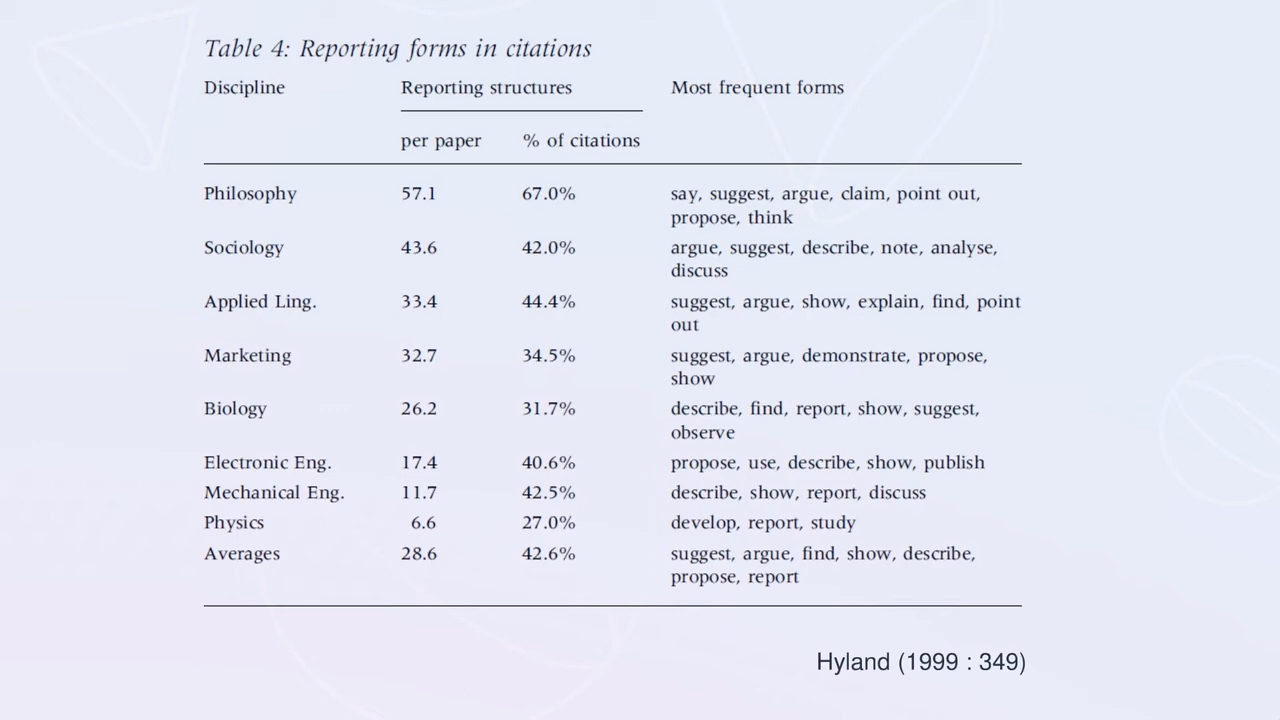 Table 4: Reporting forms in citations
Discipline Reporting structures Most frequent forms
per paper % of citations
Philosophy 57.1 67.0% say, suggest, argue, claim, point out,
propose, think
Sociology 43.6 42.0% argue, suggest, describe, note, analyse,
discuss
Applied Ling. 33.4 44.4% suggest, argue, show, explain, find, point
out
Marketing 32.7 34.5% suggest, argue, demonstrate, propose,
show
Biology 26.2 31.7% describe, find, report, show, suggest,
observe
Electronic Eng. 17.4 40.6% propose, use, describe, show, publish
Mechanical Eng. 11.7 42.5% describe, show, report, discuss
Physics 6.6 27.0% develop, report, study
Averages 28.6 42.6% suggest, argue, find, show, describe,
propose, report
Hyland (1999 : 349)